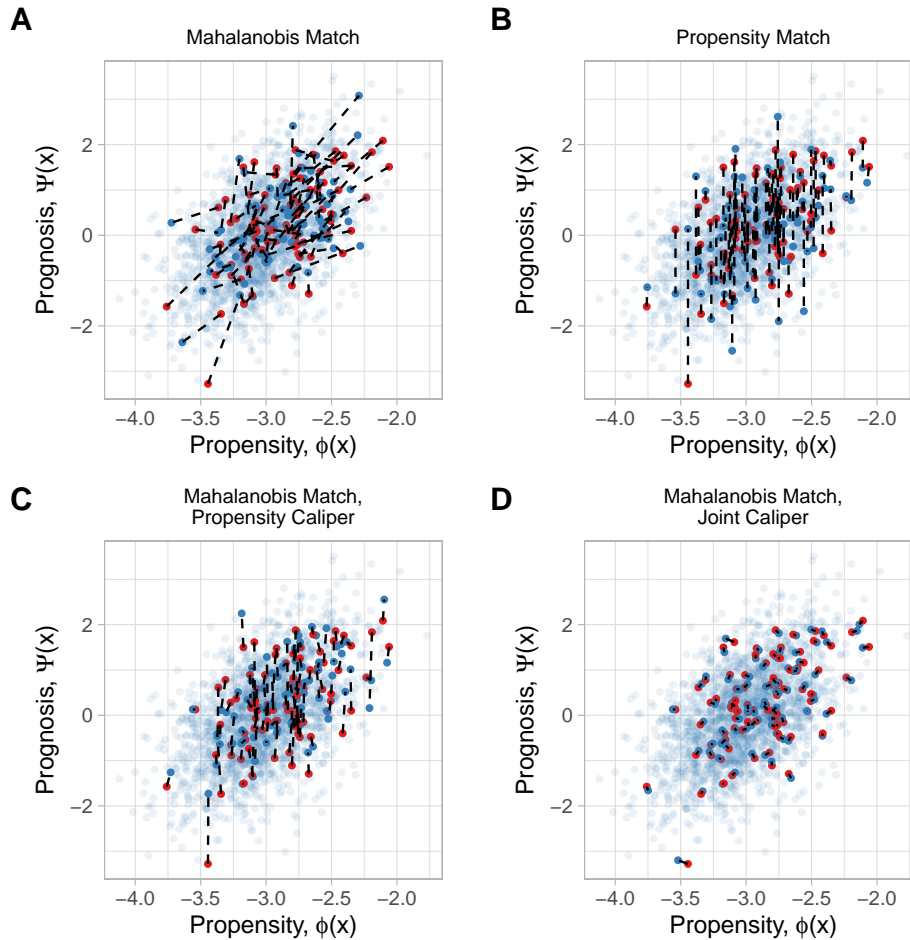 A
Mahalanobis Match
Prognosis, Ψ(x)
2
0
−2
−4.0 −3.5 −3.0 −2.5 −2.0
Propensity, ϕ(x)
B
Propensity Match
Prognosis, Ψ(x)
2
0
−2
−4.0 −3.5 −3.0 −2.5 −2.0
Propensity, ϕ(x)
C
Mahalanobis Match,
Propensity Caliper
Prognosis, Ψ(x)
2
0
−2
−4.0 −3.5 −3.0 −2.5 −2.0
Propensity, ϕ(x)
D
Mahalanobis Match,
Joint Caliper
Prognosis, Ψ(x)
2
0
−2
−4.0 −3.5 −3.0 −2.5 −2.0
Propensity, ϕ(x)